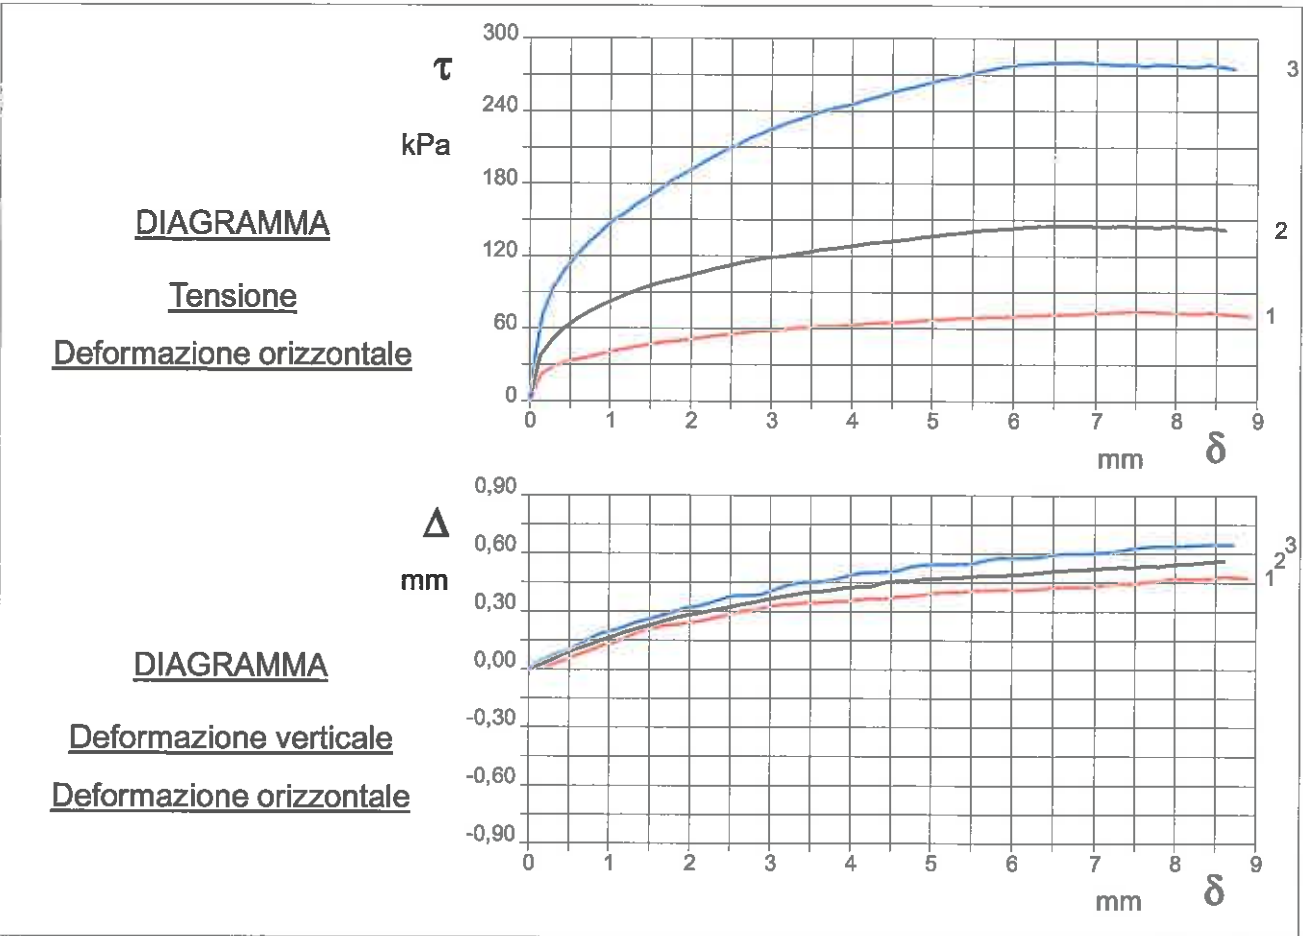 300
τ
3
240
kPa
180
DIAGRAMMA
2
120
Tensione
60
1
Deformazione orizzontale
0
0 1 2 3 4 5 6 7 8 9
mm δ
0,90
Δ
0,60
3
2
mm
1
0,30
DIAGRAMMA
0,00
-0,30
Deformazione verticale
-0,60
Deformazione orizzontale
-0,90
0 1 2 3 4 5 6 7 8 9
mm δ